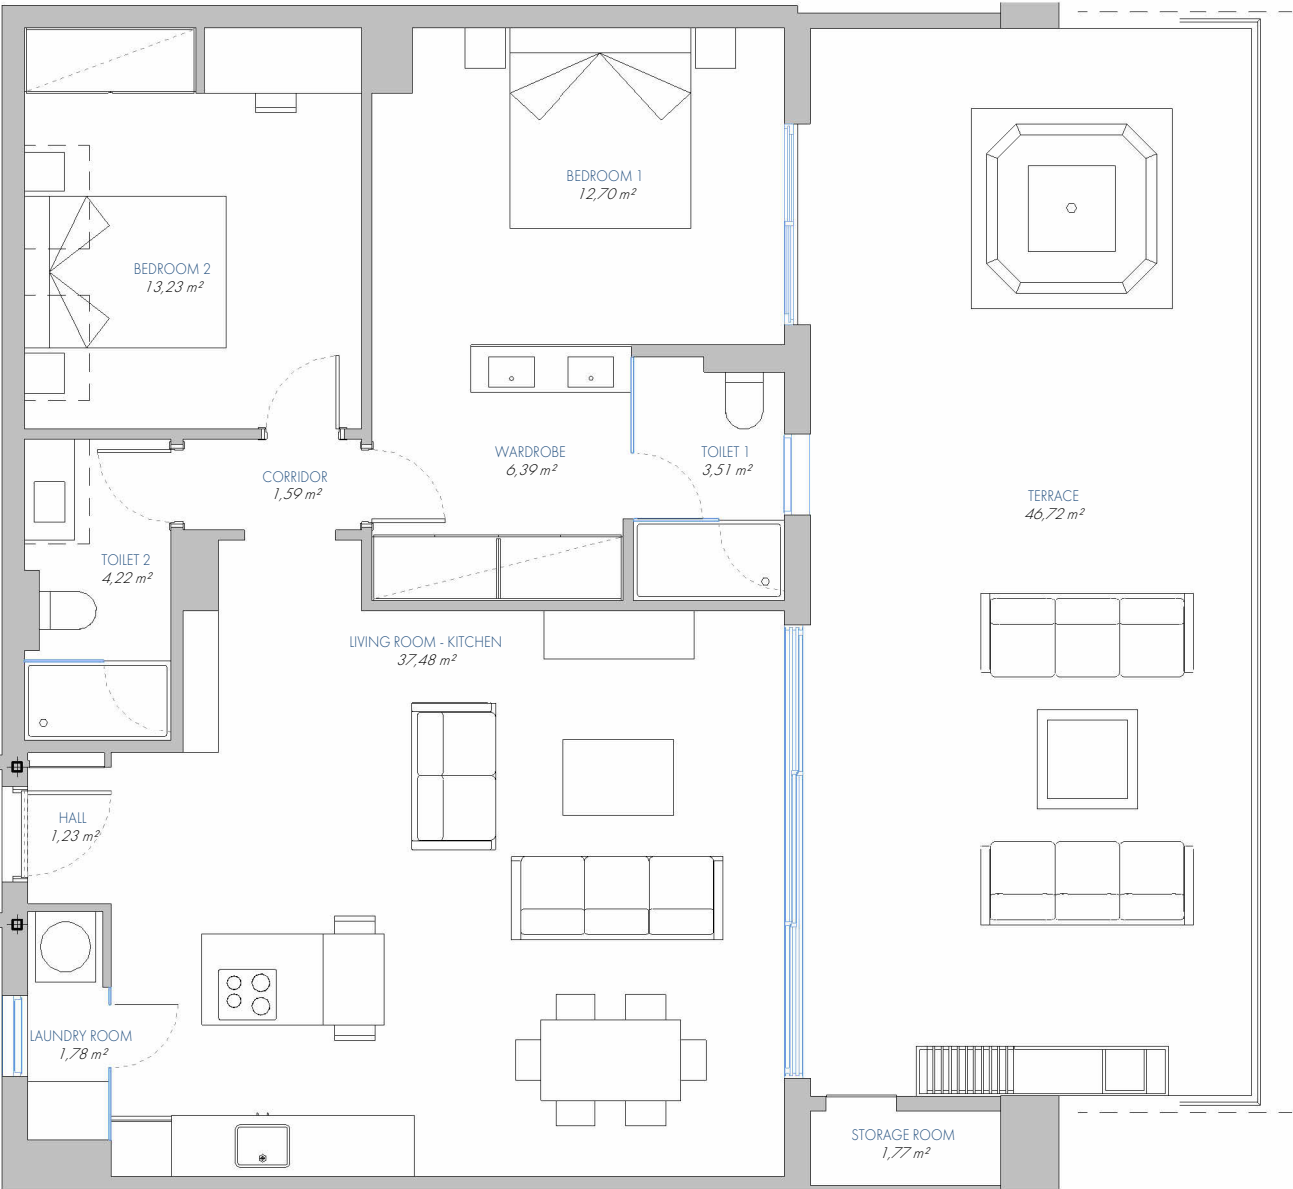 BEDROOM 1
12,70 m²
BEDROOM 2
13,23 m²
WARDROBE
6,39 m²
TOILET 1
3,51 m²
CORRIDOR
1,59 m²
TERRACE
46,72 m²
TOILET 2
4,22 m²
LIVING ROOM - KITCHEN
37,48 m²
HALL
1,23 m²
LAUNDRY ROOM
1,78 m²
STORAGE ROOM
1,77 m²